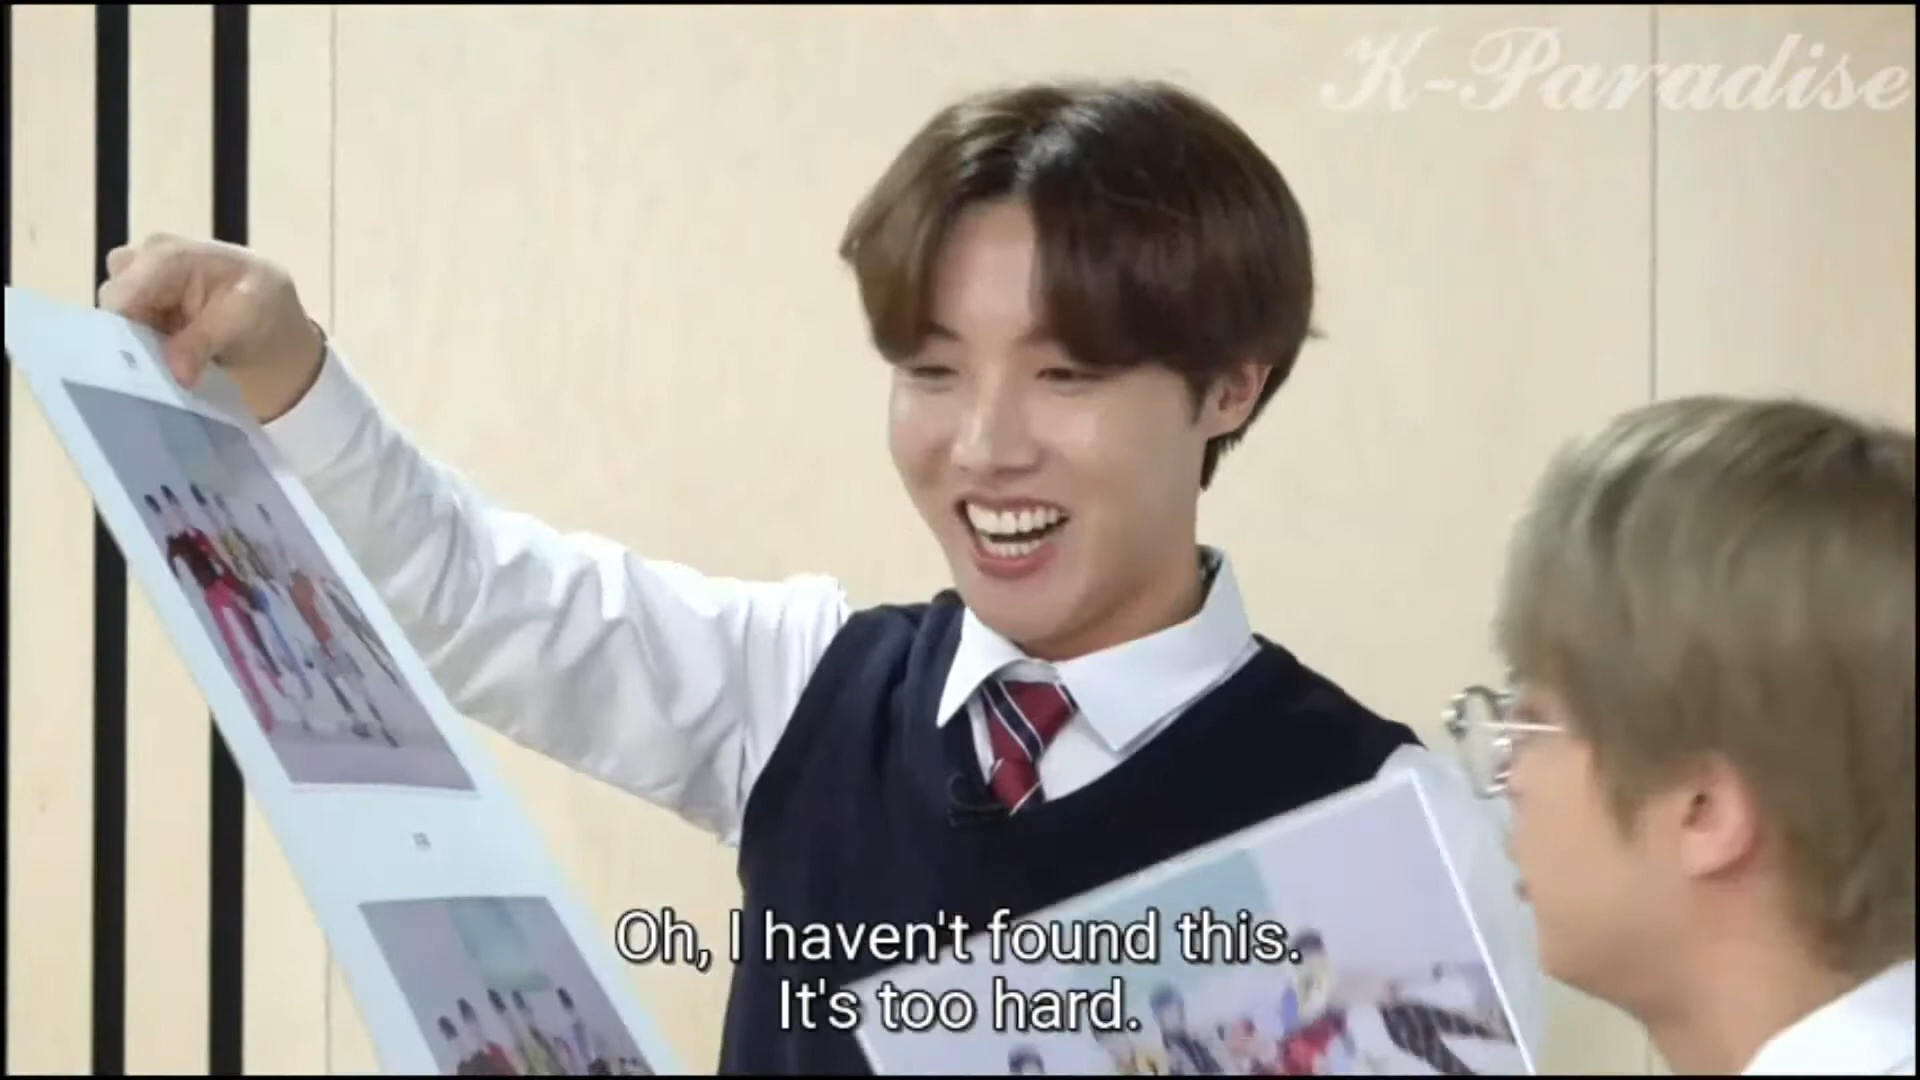 K-Paradise
Oh, I haven't found this.
It's too hard.